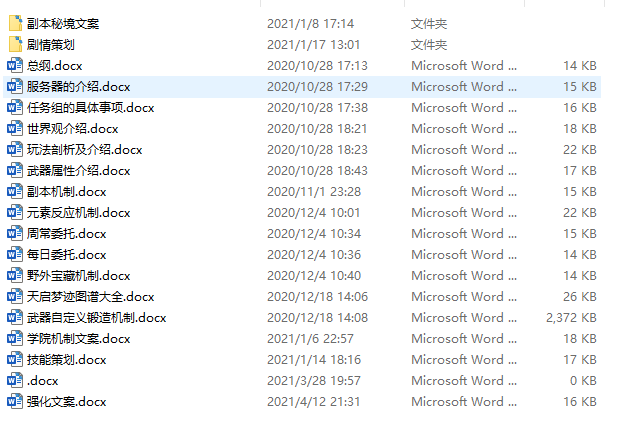 副本秘境文案 2021/1/8 17:14 文件夹
剧情策划 2021/1/17 13:01 文件夹
总纲.docx 2020/10/28 17:13 Microsoft Word ... 14 KB
服务器的介绍.docx 2020/10/28 17:29 Microsoft Word ... 15 KB
任务组的具体事项.docx 2020/10/28 17:38 Microsoft Word ... 16 KB
世界观介绍.docx 2020/10/28 18:21 Microsoft Word ... 18 KB
玩法剖析及介绍.docx 2020/10/28 18:23 Microsoft Word ... 22 KB
武器属性介绍.docx 2020/10/28 18:43 Microsoft Word ... 17 KB
副本机制.docx 2020/11/1 23:28 Microsoft Word ... 15 KB
元素反应机制.docx 2020/12/4 10:01 Microsoft Word ... 22 KB
周常委托.docx 2020/12/4 10:34 Microsoft Word ... 15 KB
每日委托.docx 2020/12/4 10:36 Microsoft Word ... 14 KB
野外宝藏机制.docx 2020/12/4 10:40 Microsoft Word ... 14 KB
天启梦迹图谱大全.docx 2020/12/18 14:06 Microsoft Word ... 26 KB
武器自定义锻造机制.docx 2020/12/18 14:08 Microsoft Word ... 2,372 KB
学院机制文案.docx 2021/1/6 22:57 Microsoft Word ... 18 KB
技能策划.docx 2021/1/14 18:16 Microsoft Word ... 17 KB
.docx 2021/3/28 19:57 Microsoft Word ... 0 KB
强化文案.docx 2021/4/12 21:31 Microsoft Word ... 16 KB